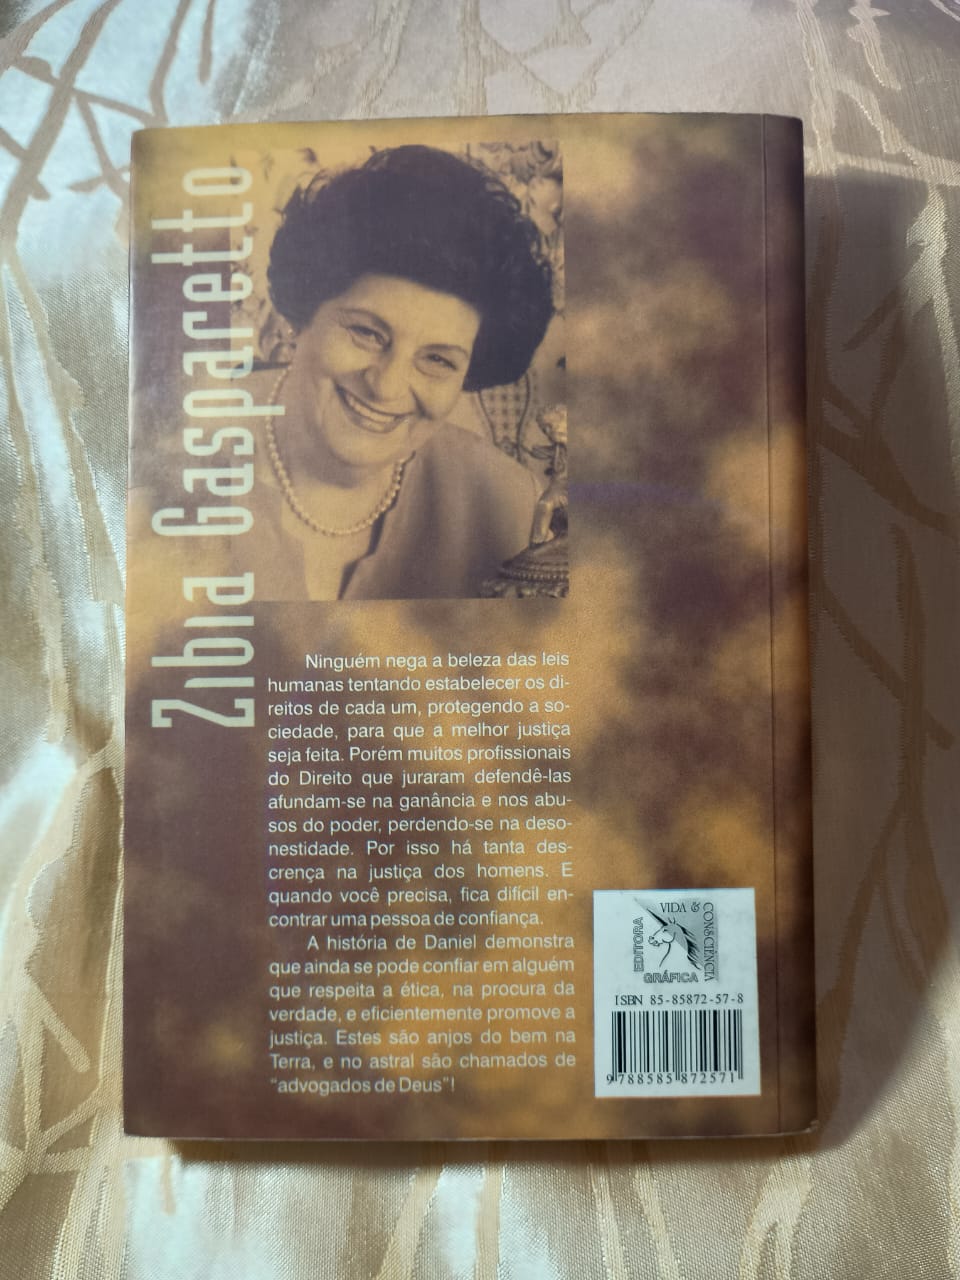 Zibia Gasparetto
Ninguém nega a beleza das leis
humanas tentando estabelecer os di-
reitos de cada um, protegendo a so-
ciedade, para que a melhor justiça
seja feita. Porém muitos profissionais
do Direito que juraram defendê-las
afundam-se na ganância e nos abu-
sos do poder, perdendo-se na deso-
nestidade. Por isso há tanta des-
crença na justiça dos homens. E
quando você precisa, fica difícil en-
contrar uma pessoa de confiança.
A história de Daniel demonstra
que ainda se pode confiar em alguém
que respeita a ética, na procura da
verdade, e eficientemente promove a
justiça. Estes são anjos do bem na
Terra, e no astral são chamados de
“advogados de Deus”!
EDITORA
VIDA &
CONSCIÊNCIA
GRÁFICA
ISBN 85-85872-57-8
9 788585 872571